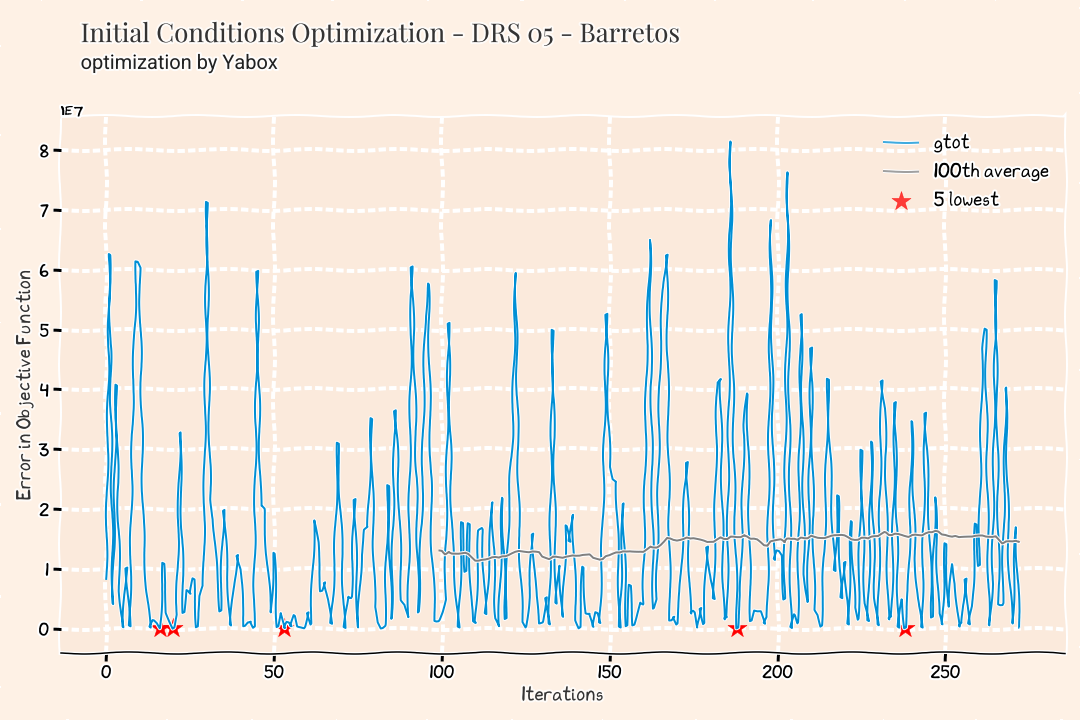 Initial Conditions Optimization - DRS 05 - Barretos
optimization by Yabox
1E7
gtot
100th average
5 lowest
8
7
6
5
4
3
2
1
0
Error in Objective Function
0 50 100 150 200 250
Iterations